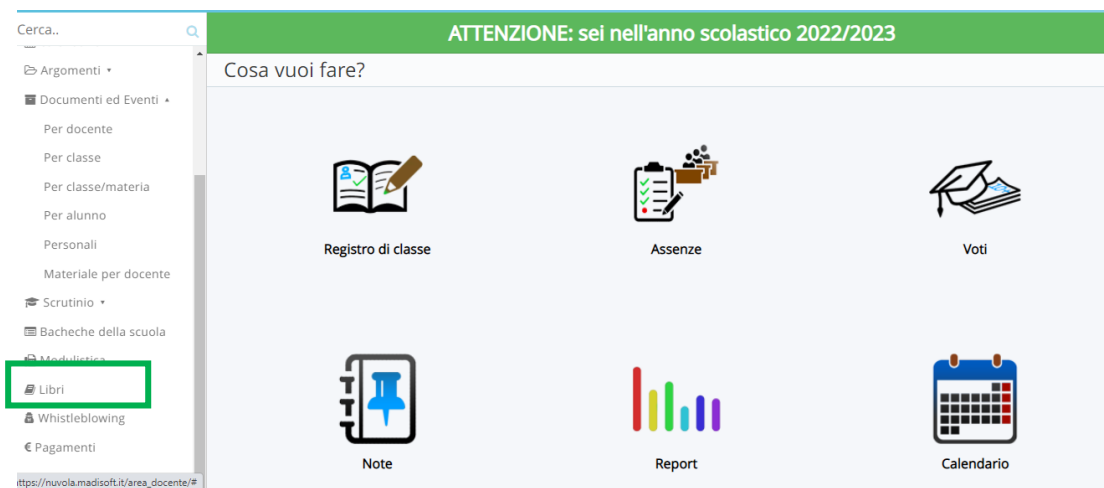 Cerca..
ATTENZIONE: sei nell'anno scolastico 2022/2023
Argomenti
Cosa vuoi fare?
Documenti ed Eventi
Per docente
Per classe
Per classe/materia
Per alunno
Personali
Materiale per docente
Scrutinio
Bacheche della scuola
Modulistica
Libri
Whistleblowing
€ Pagamenti
https://nuvola.madisoft.it/area_docente/#
Registro di classe
Assenze
Voti
Note
Report
Calendario